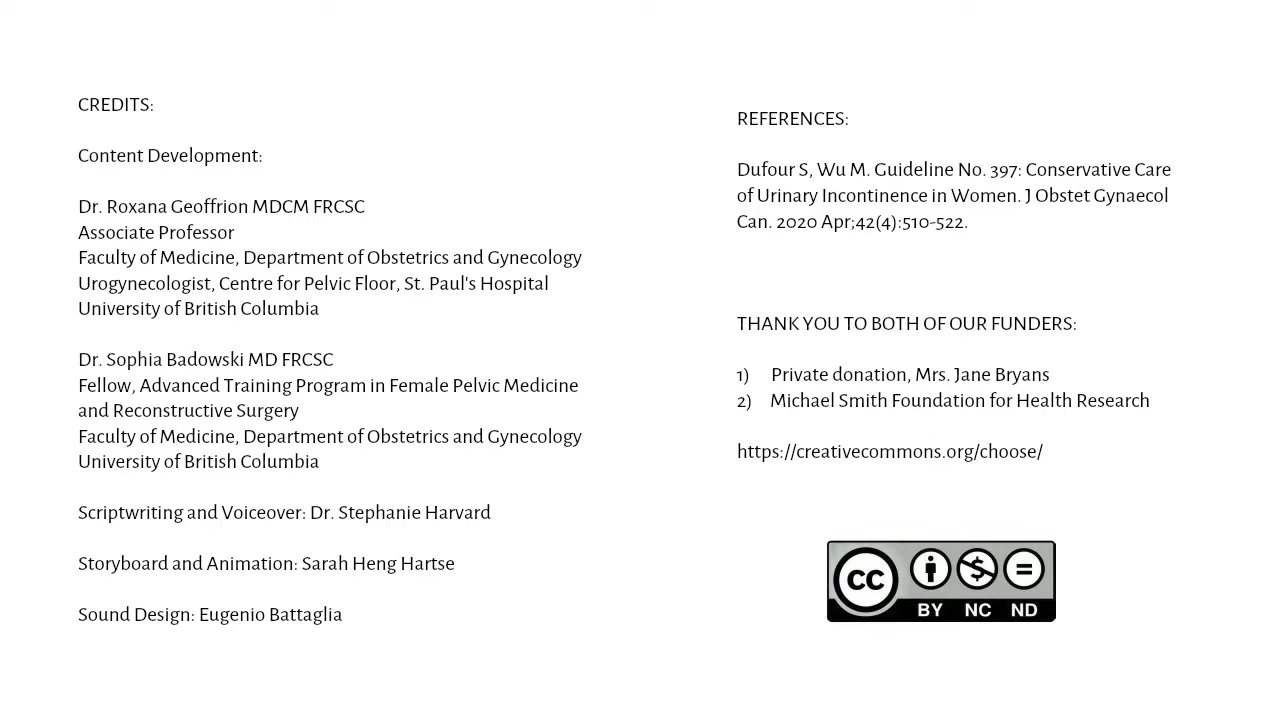 CREDITS:
Content Development:
Dr. Roxana Geoffrion MDCM FRCSC
Associate Professor
Faculty of Medicine, Department of Obstetrics and Gynecology
Urogynecologist, Centre for Pelvic Floor, St. Paul's Hospital
University of British Columbia
Dr. Sophia Badowski MD FRCSC
Fellow, Advanced Training Program in Female Pelvic Medicine
and Reconstructive Surgery
Faculty of Medicine, Department of Obstetrics and Gynecology
University of British Columbia
Scriptwriting and Voiceover: Dr. Stephanie Harvard
Storyboard and Animation: Sarah Heng Hartse
Sound Design: Eugenio Battaglia
REFERENCES:
Dufour S, Wu M. Guideline No. 397: Conservative Care
of Urinary Incontinence in Women. J Obstet Gynaecol
Can. 2020 Apr;42(4):510-522.
THANK YOU TO BOTH OF OUR FUNDERS:
1) Private donation, Mrs. Jane Bryans
2) Michael Smith Foundation for Health Research
https://creativecommons.org/choose/
CC
BY NC ND